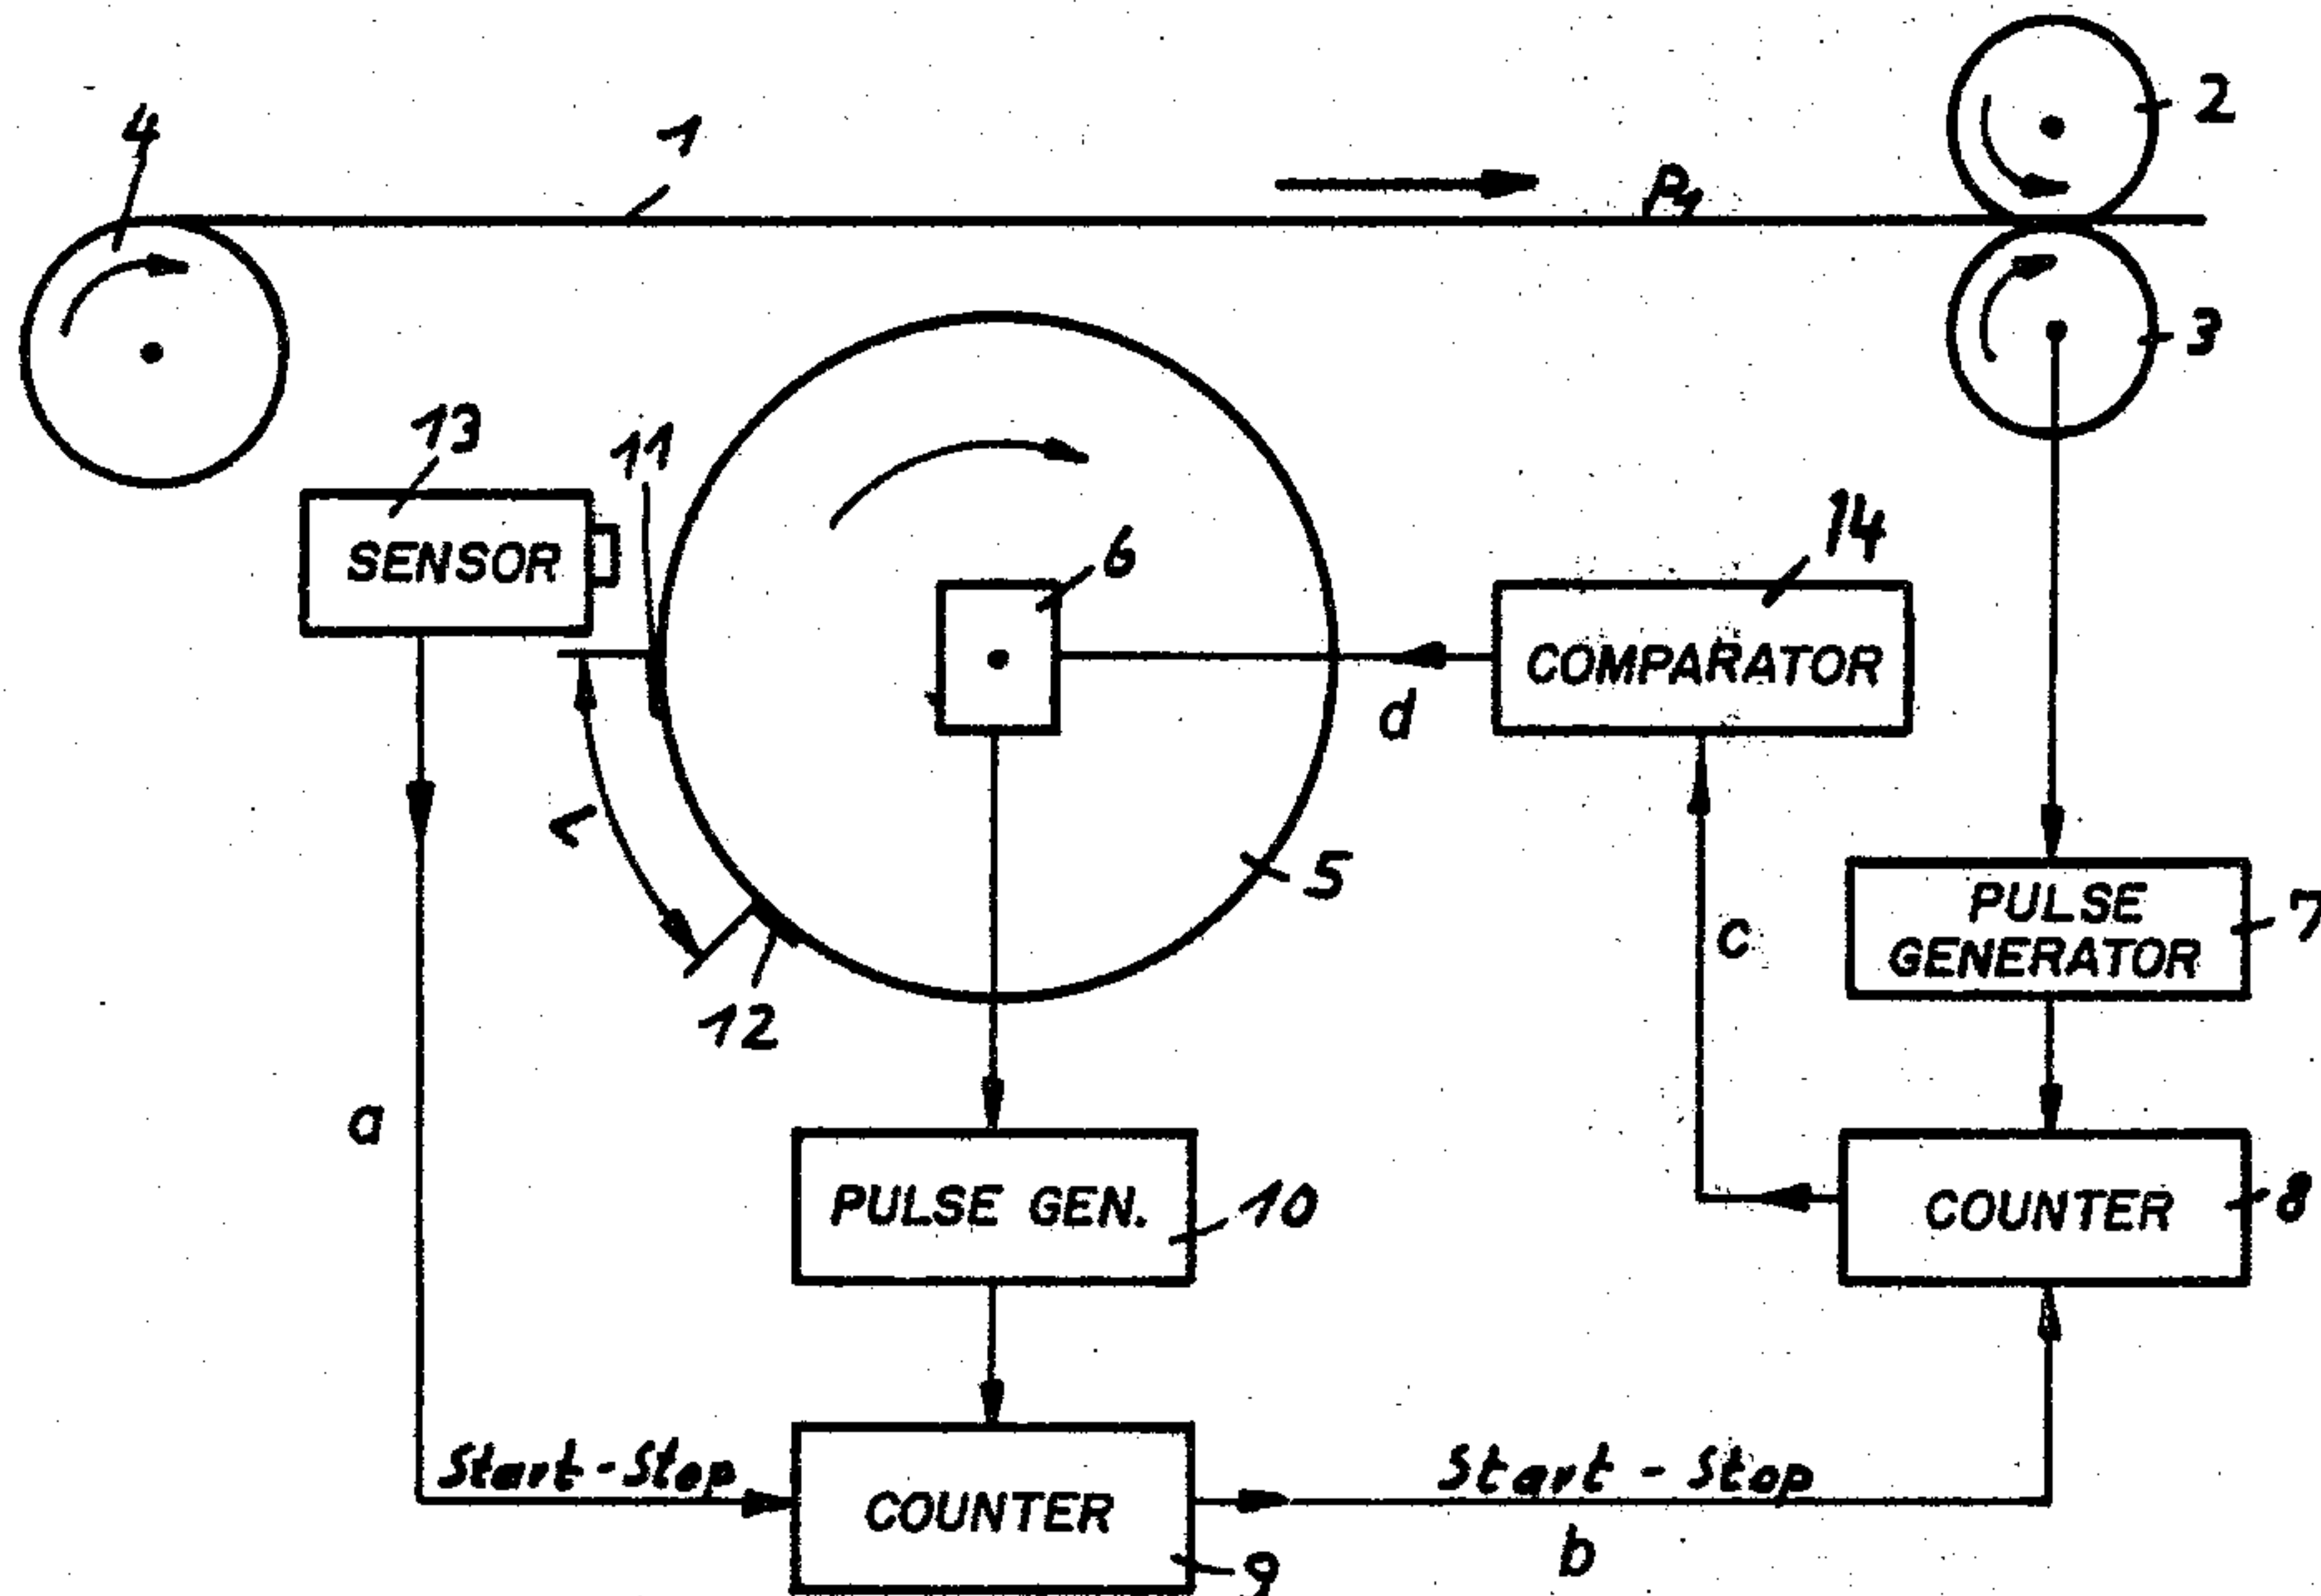 2
4
1
P1
3
13
11
14
SENSOR
6
COMPARATOR
d
5
PULSE
GENERATOR
7
c
12
a
PULSE GEN.
10
COUNTER
8
Start-Stop
Start - Stop
COUNTER
b
9